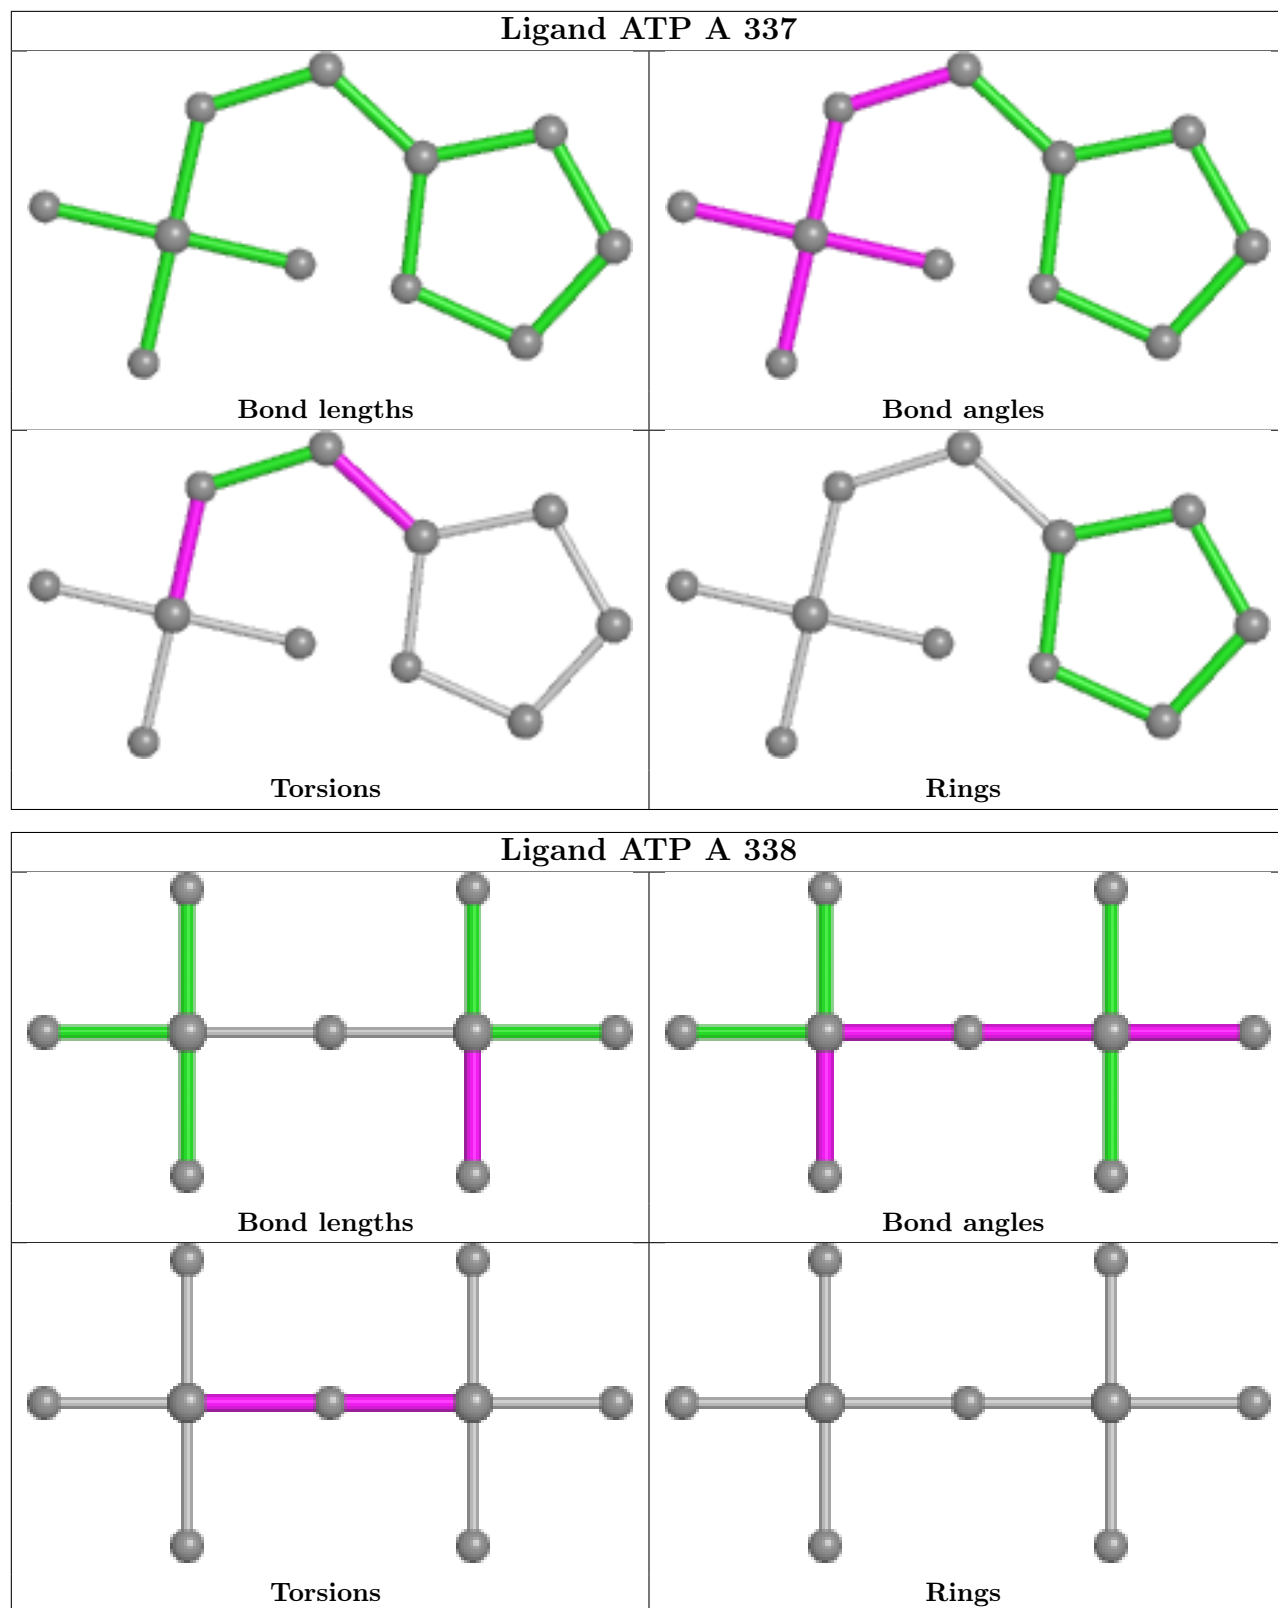 Ligand ATP A 337
Bond lengths
Bond angles
Torsions
Rings
Ligand ATP A 338
Bond lengths
Bond angles
Torsions
Rings